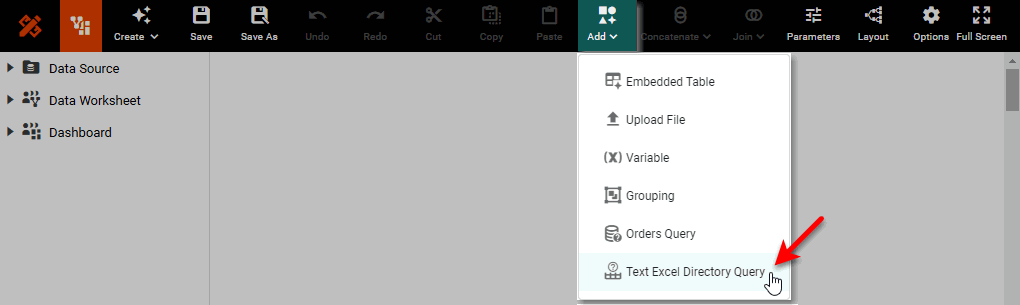 Create Save Save As Undo Redo Cut Copy Paste Add Concatenate Join Parameters Layout Options Full Screen
Data Source
Data Worksheet
Dashboard
Embedded Table
Upload File
(x) Variable
Grouping
Orders Query
Text Excel Directory Query